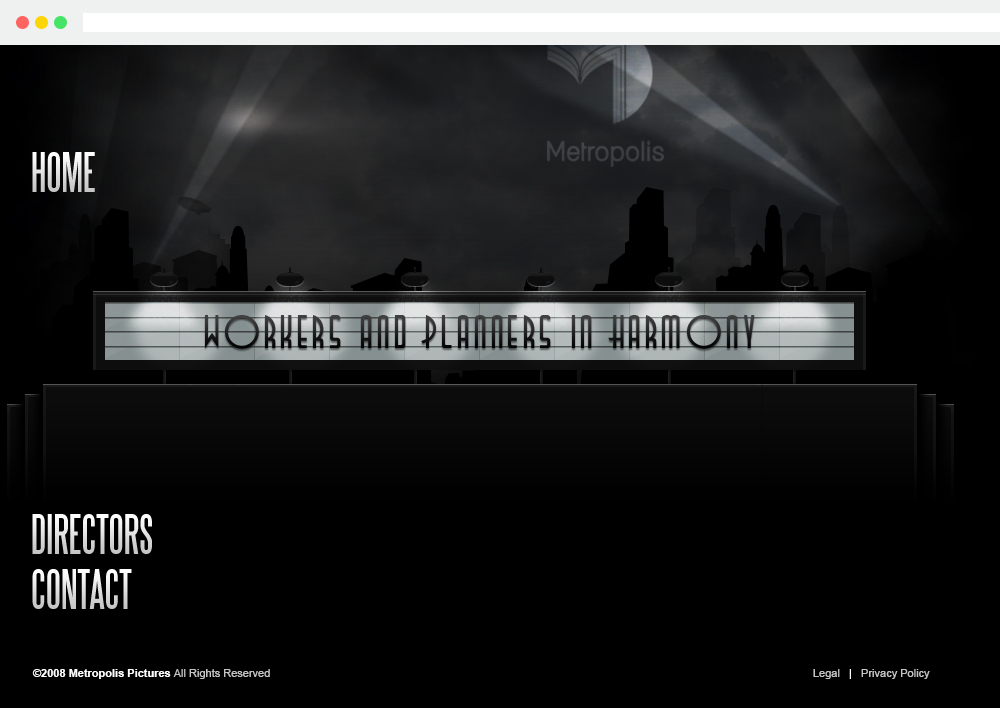 Metropolis
HOME
WORKERS AND PLANNERS IN HARMONY
DIRECTORS
CONTACT
©2008 Metropolis Pictures All Rights Reserved
Legal | Privacy Policy